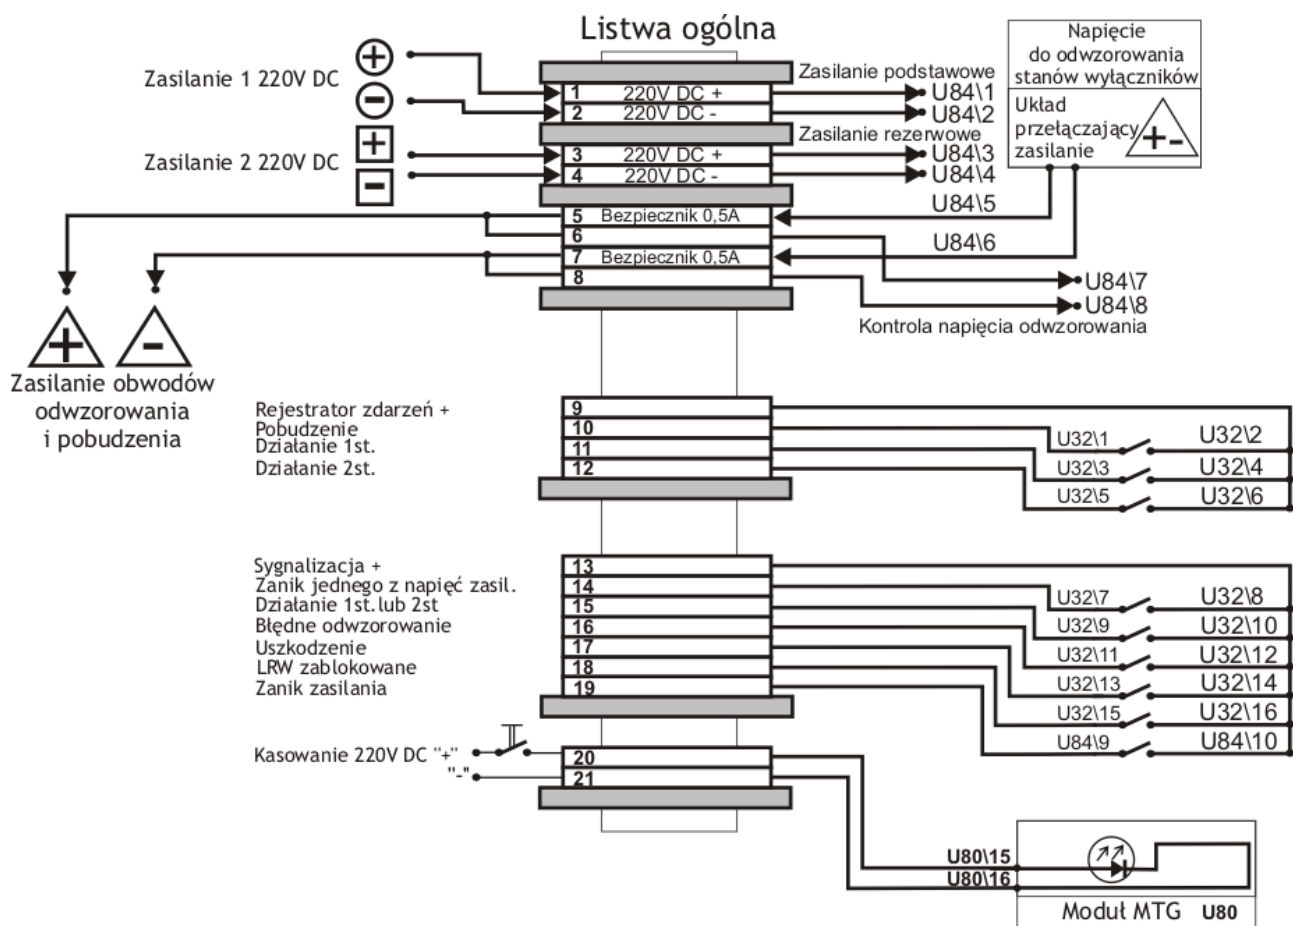 Listwa ogólna
Zasilanie 1 220V DC
+
-
Zasilanie 2 220V DC
+
-
1 220V DC +
2 220V DC -
3 220V DC +
4 220V DC -
5 Bezpiecznik 0,5A
6
7 Bezpiecznik 0,5A
8
Zasilanie podstawowe
U84\1
U84\2
Zasilanie rezerwowe
U84\3
U84\4
U84\5
U84\6
U84\7
U84\8
Kontrola napięcia odwzorowania
Napięcie
do odwzorowania
stanów wyłączników
Układ
przełączający
zasilanie
+ -
+
-
Zasilanie obwodów
odwzorowania
i pobudzenia
Rejestrator zdarzeń +
Pobudzenie
Działanie 1st.
Działanie 2st.
9
10
11
12
U32\1 U32\2
U32\3 U32\4
U32\5 U32\6
Sygnalizacja +
Zanik jednego z napięć zasil.
Działanie 1st.lub 2st
Błędne odwzorowanie
Uszkodzenie
LRW zablokowane
Zanik zasilania
13
14
15
16
17
18
19
U32\7 U32\8
U32\9 U32\10
U32\11 U32\12
U32\13 U32\14
U32\15 U32\16
U84\9 U84\10
Kasowanie 220V DC "+"
"-"
20
21
U80\15
U80\16
Moduł MTG U80